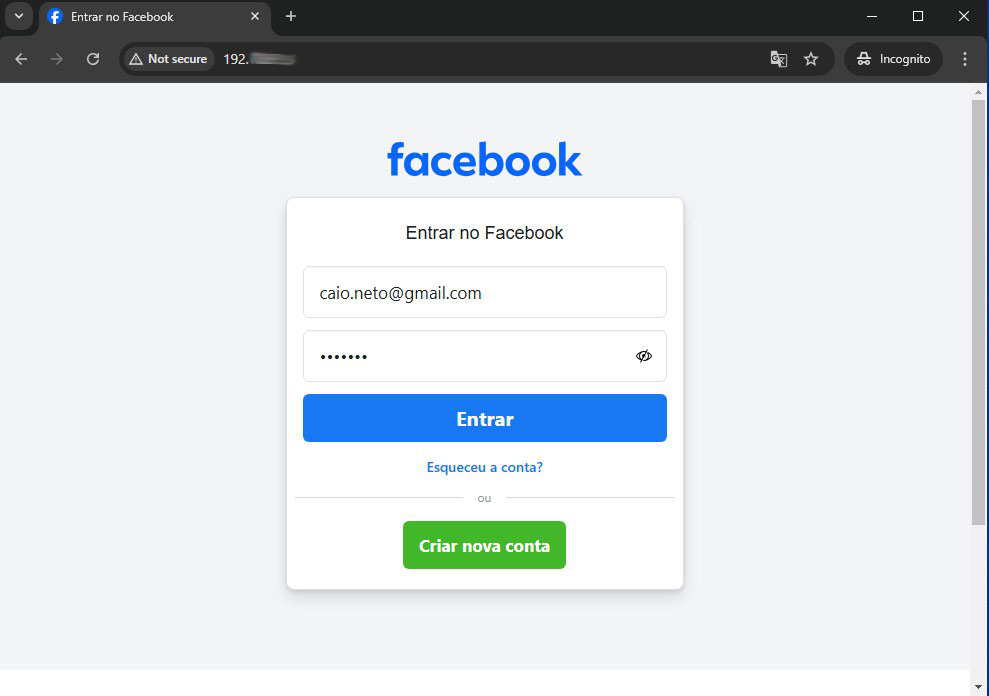 Entrar no Facebook
Not secure
192.
Incognito
facebook
Entrar no Facebook
caio.neto@gmail.com
•••••••
Entrar
Esqueceu a conta?
ou
Criar nova conta